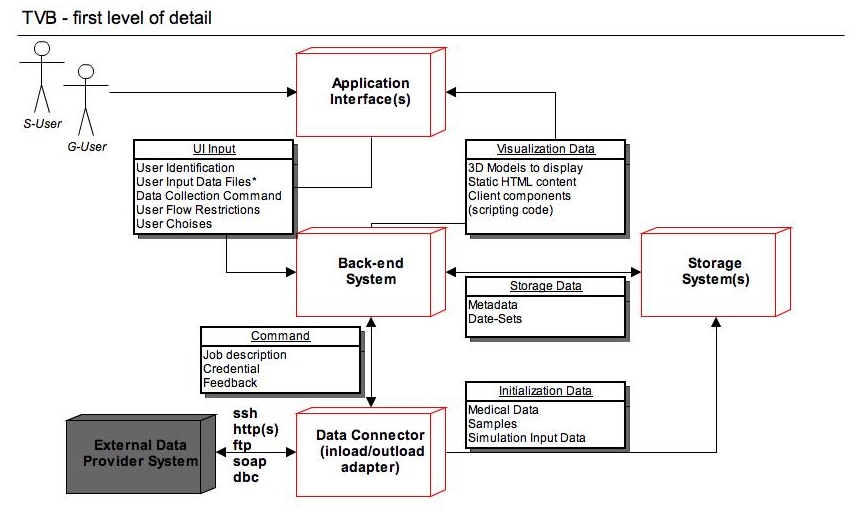 TVB - first level of detail
S-User
G-User
Application
Interface(s)
UI Input
User Identification
User Input Data Files*
Data Collection Command
User Flow Restrictions
User Choises
Visualization Data
3D Models to display
Static HTML content
Client components
(scripting code)
Back-end
System
Storage
System(s)
Storage Data
Metadata
Date-Sets
Command
Job description
Credential
Feedback
Initialization Data
Medical Data
Samples
Simulation Input Data
External Data
Provider System
ssh
http(s)
ftp
soap
dbc
Data Connector
(inload/outload
adapter)